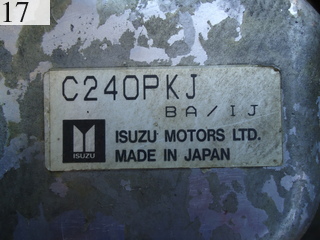 17
C240PKJ
BA/IJ
ISUZU
ISUZU MOTORS LTD.
MADE IN JAPAN